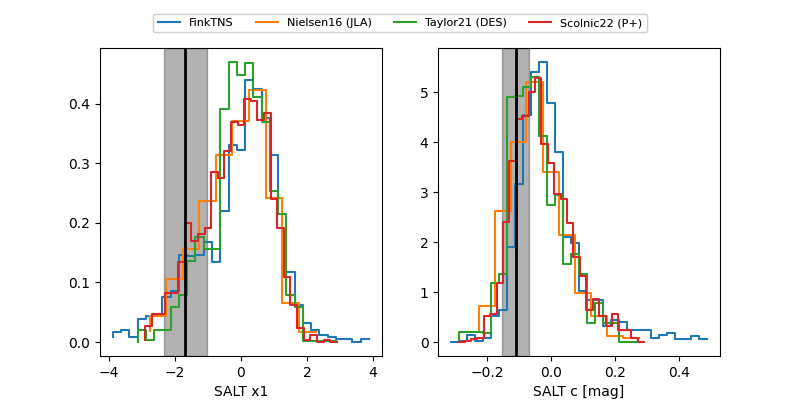 FinkTNS Nielsen16 (JLA) Taylor21 (DES) Scolnic22 (P+)
0.4
0.3
0.2
0.1
0.0
−4 −2 0 2 4
SALT x1
5
4
3
2
1
0
−0.2 0.0 0.2 0.4
SALT c [mag]